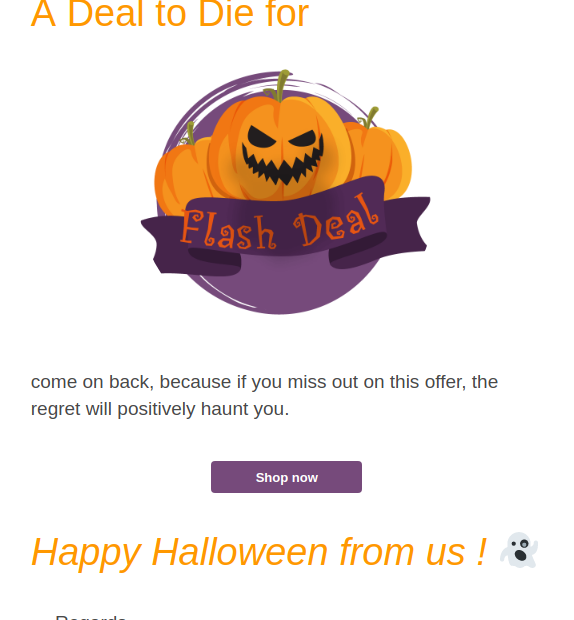 A Deal to Die for
Flash Deal
come on back, because if you miss out on this offer, the
regret will positively haunt you.
Shop now
Happy Halloween from us !
Regards